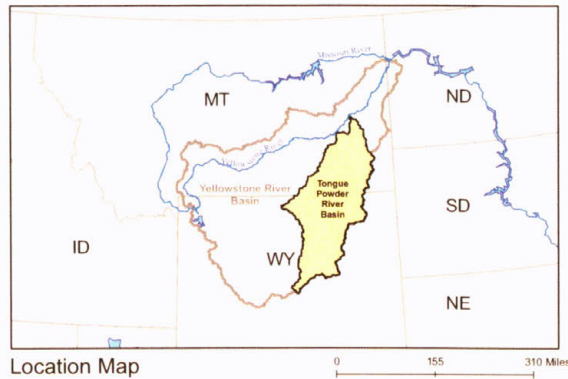 Missouri River
MT
ND
Yellowstone River
Yellowstone River
Basin
Tongue
Powder
River
Basin
ID
SD
WY
NE
Location Map
0 155 310 Miles